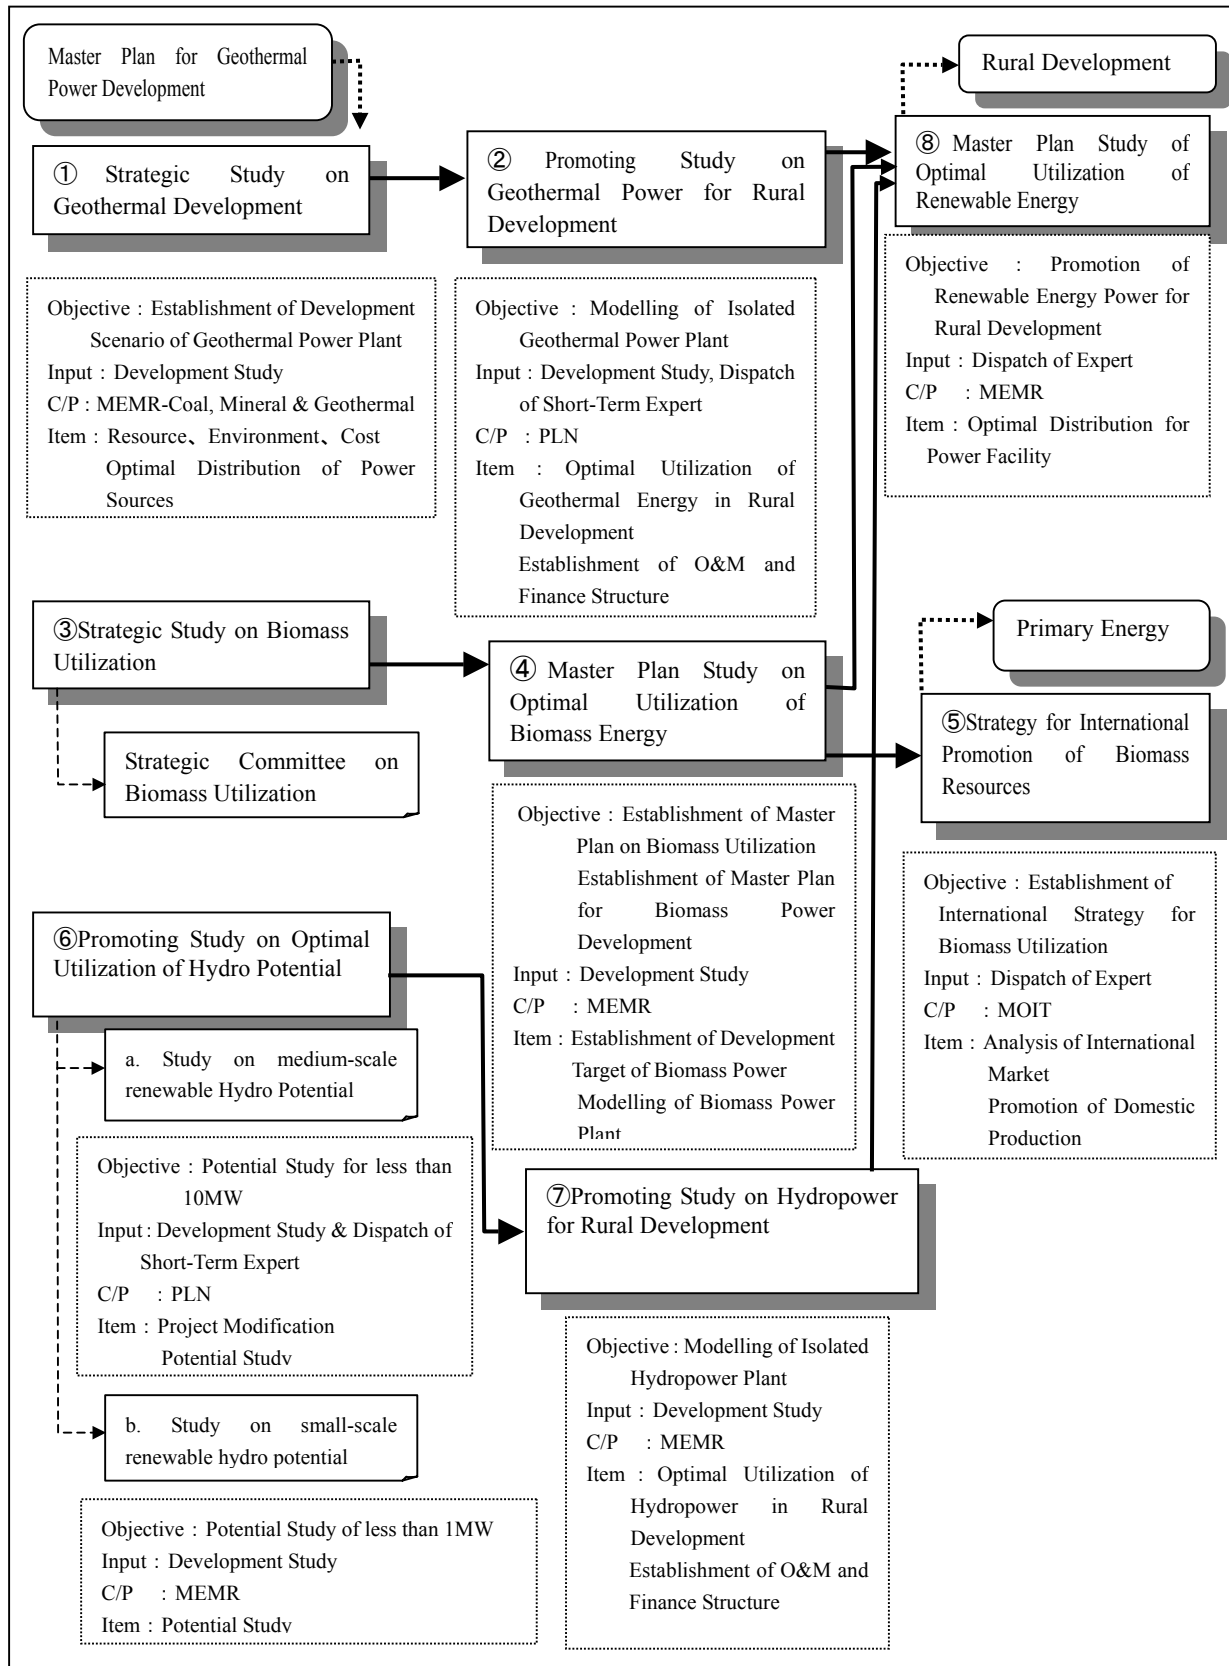 Master Plan for Geothermal
Power Development
① Strategic Study on
Geothermal Development
Objective : Establishment of Development
Scenario of Geothermal Power Plant
Input : Development Study
C/P : MEMR-Coal, Mineral & Geothermal
Item : Resource、Environment、Cost
Optimal Distribution of Power
Sources
② Promoting Study on
Geothermal Power for Rural
Development
Objective : Modelling of Isolated
Geothermal Power Plant
Input : Development Study, Dispatch
of Short-Term Expert
C/P : PLN
Item : Optimal Utilization of
Geothermal Energy in Rural
Development
Establishment of O&M and
Finance Structure
Rural Development
⑧ Master Plan Study of
Optimal Utilization of
Renewable Energy
Objective : Promotion of
Renewable Energy Power for
Rural Development
Input : Dispatch of Expert
C/P : MEMR
Item : Optimal Distribution for
Power Facility
③Strategic Study on Biomass
Utilization
Strategic Committee on
Biomass Utilization
④ Master Plan Study on
Optimal Utilization of
Biomass Energy
Objective : Establishment of Master
Plan on Biomass Utilization
Establishment of Master Plan
for Biomass Power
Development
Input : Development Study
C/P : MEMR
Item : Establishment of Development
Target of Biomass Power
Modelling of Biomass Power
Plant
Primary Energy
⑤Strategy for International
Promotion of Biomass
Resources
Objective : Establishment of
International Strategy for
Biomass Utilization
Input : Dispatch of Expert
C/P : MOIT
Item : Analysis of International
Market
Promotion of Domestic
Production
⑥Promoting Study on Optimal
Utilization of Hydro Potential
a. Study on medium-scale
renewable Hydro Potential
Objective : Potential Study for less than
10MW
Input : Development Study & Dispatch of
Short-Term Expert
C/P : PLN
Item : Project Modification
Potential Study
b. Study on small-scale
renewable hydro potential
Objective : Potential Study of less than 1MW
Input : Development Study
C/P : MEMR
Item : Potential Study
⑦Promoting Study on Hydropower
for Rural Development
Objective : Modelling of Isolated
Hydropower Plant
Input : Development Study
C/P : MEMR
Item : Optimal Utilization of
Hydropower in Rural
Development
Establishment of O&M and
Finance Structure